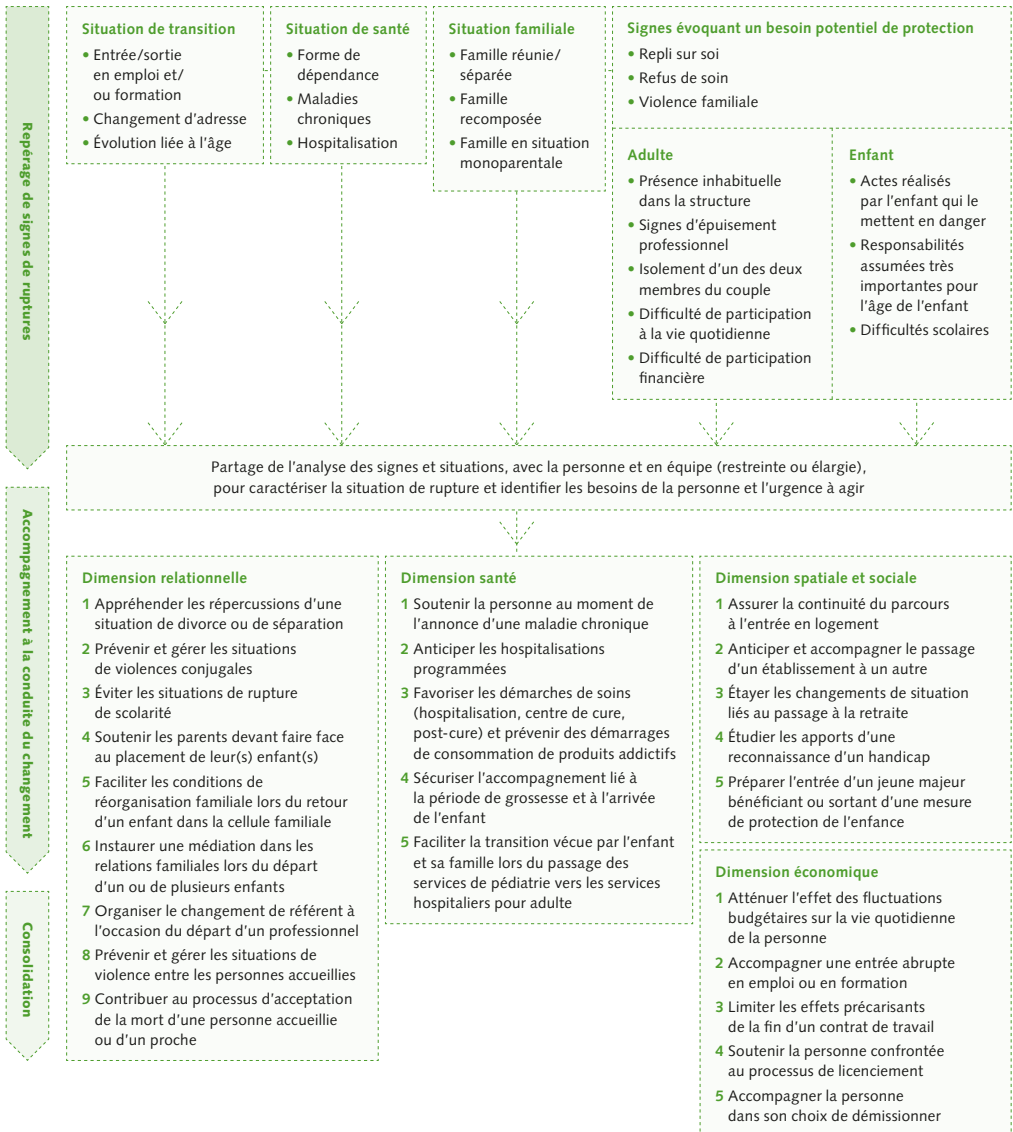 Repérage de signes de ruptures
Situation de transition
• Entrée/sortie
en emploi et/
ou formation
• Changement d'adresse
• Évolution liée à l'âge
Situation de santé
• Forme de
dépendance
• Maladies
chroniques
• Hospitalisation
Situation familiale
• Famille réunie/
séparée
• Famille
recomposée
• Famille en situation
monoparentale
Signes évoquant un besoin potentiel de protection
• Repli sur soi
• Refus de soin
• Violence familiale
Adulte
• Présence inhabituelle
dans la structure
• Signes d'épuisement
professionnel
• Isolement d'un des deux
membres du couple
• Difficulté de participation
à la vie quotidienne
• Difficulté de participation
financière
Enfant
• Actes réalisés
par l'enfant qui le
mettent en danger
• Responsabilités
assumées très
importantes pour
l'âge de l'enfant
• Difficultés scolaires
Partage de l'analyse des signes et situations, avec la personne et en équipe (restreinte ou élargie),
pour caractériser la situation de rupture et identifier les besoins de la personne et l'urgence à agir
Accompagnement à la conduite du changement
Dimension relationnelle
1 Appréhender les répercussions d'une
situation de divorce ou de séparation
2 Prévenir et gérer les situations
de violences conjugales
3 Éviter les situations de rupture
de scolarité
4 Soutenir les parents devant faire face
au placement de leur(s) enfant(s)
5 Faciliter les conditions de
réorganisation familiale lors du retour
d'un enfant dans la cellule familiale
6 Instaurer une médiation dans les
relations familiales lors du départ
d'un ou de plusieurs enfants
7 Organiser le changement de référent à
l'occasion du départ d'un professionnel
8 Prévenir et gérer les situations de
violence entre les personnes accueillies
9 Contribuer au processus d'acceptation
de la mort d'une personne accueillie
ou d'un proche
Dimension santé
1 Soutenir la personne au moment de
l'annonce d'une maladie chronique
2 Anticiper les hospitalisations
programmées
3 Favoriser les démarches de soins
(hospitalisation, centre de cure,
post-cure) et prévenir des démarrages
de consommation de produits addictifs
4 Sécuriser l'accompagnement lié à
la période de grossesse et à l'arrivée
de l'enfant
5 Faciliter la transition vécue par l'enfant
et sa famille lors du passage des
services de pédiatrie vers les services
hospitaliers pour adulte
Dimension spatiale et sociale
1 Assurer la continuité du parcours
à l'entrée en logement
2 Anticiper et accompagner le passage
d'un établissement à un autre
3 Étayer les changements de situation
liés au passage à la retraite
4 Étudier les apports d'une
reconnaissance d'un handicap
5 Préparer l'entrée d'un jeune majeur
bénéficiant ou sortant d'une mesure
de protection de l'enfance
Dimension économique
1 Atténuer l'effet des fluctuations
budgétaires sur la vie quotidienne
de la personne
2 Accompagner une entrée abrupte
en emploi ou en formation
3 Limiter les effets précarisants
de la fin d'un contrat de travail
4 Soutenir la personne confrontée
au processus de licenciement
5 Accompagner la personne
dans son choix de démissionner
Consolidation